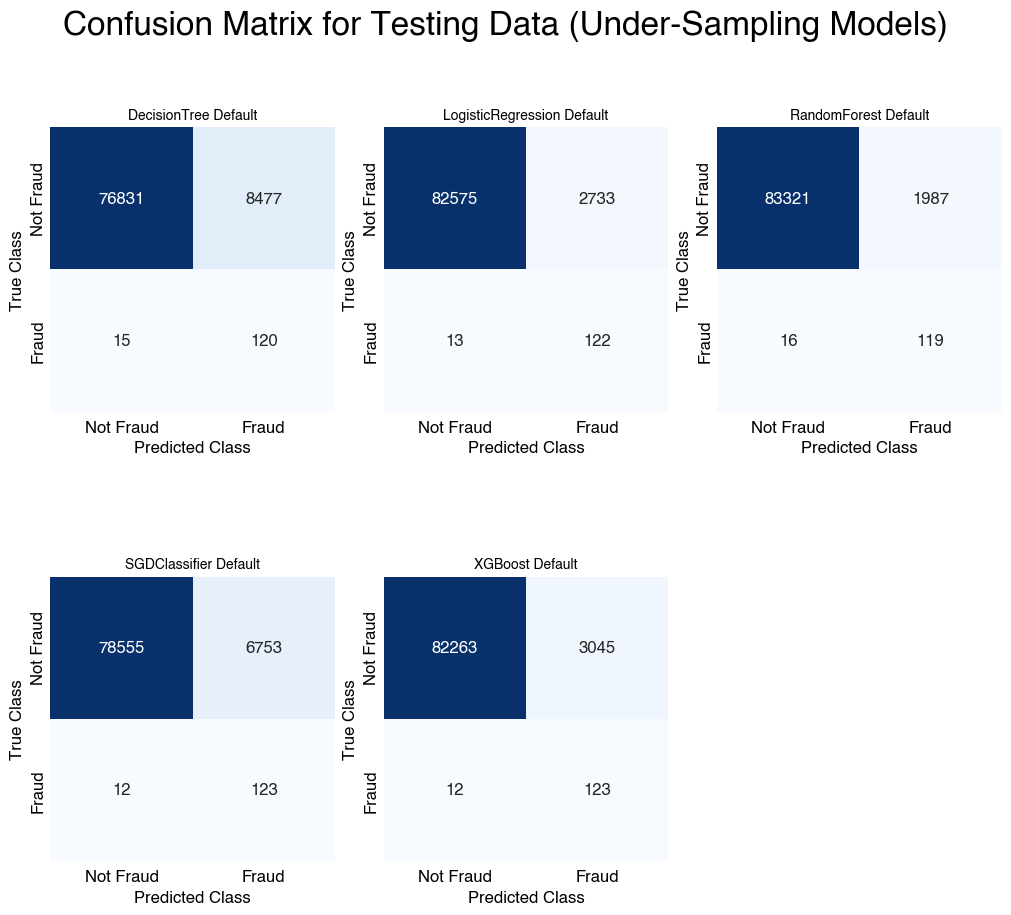 Confusion Matrix for Testing Data (Under-Sampling Models)
DecisionTree Default
True Class
Not Fraud
Fraud
76831
8477
15
120
Not Fraud
Fraud
Predicted Class
LogisticRegression Default
True Class
Not Fraud
Fraud
82575
2733
13
122
Not Fraud
Fraud
Predicted Class
RandomForest Default
True Class
Not Fraud
Fraud
83321
1987
16
119
Not Fraud
Fraud
Predicted Class
SGDClassifier Default
True Class
Not Fraud
Fraud
78555
6753
12
123
Not Fraud
Fraud
Predicted Class
XGBoost Default
True Class
Not Fraud
Fraud
82263
3045
12
123
Not Fraud
Fraud
Predicted Class